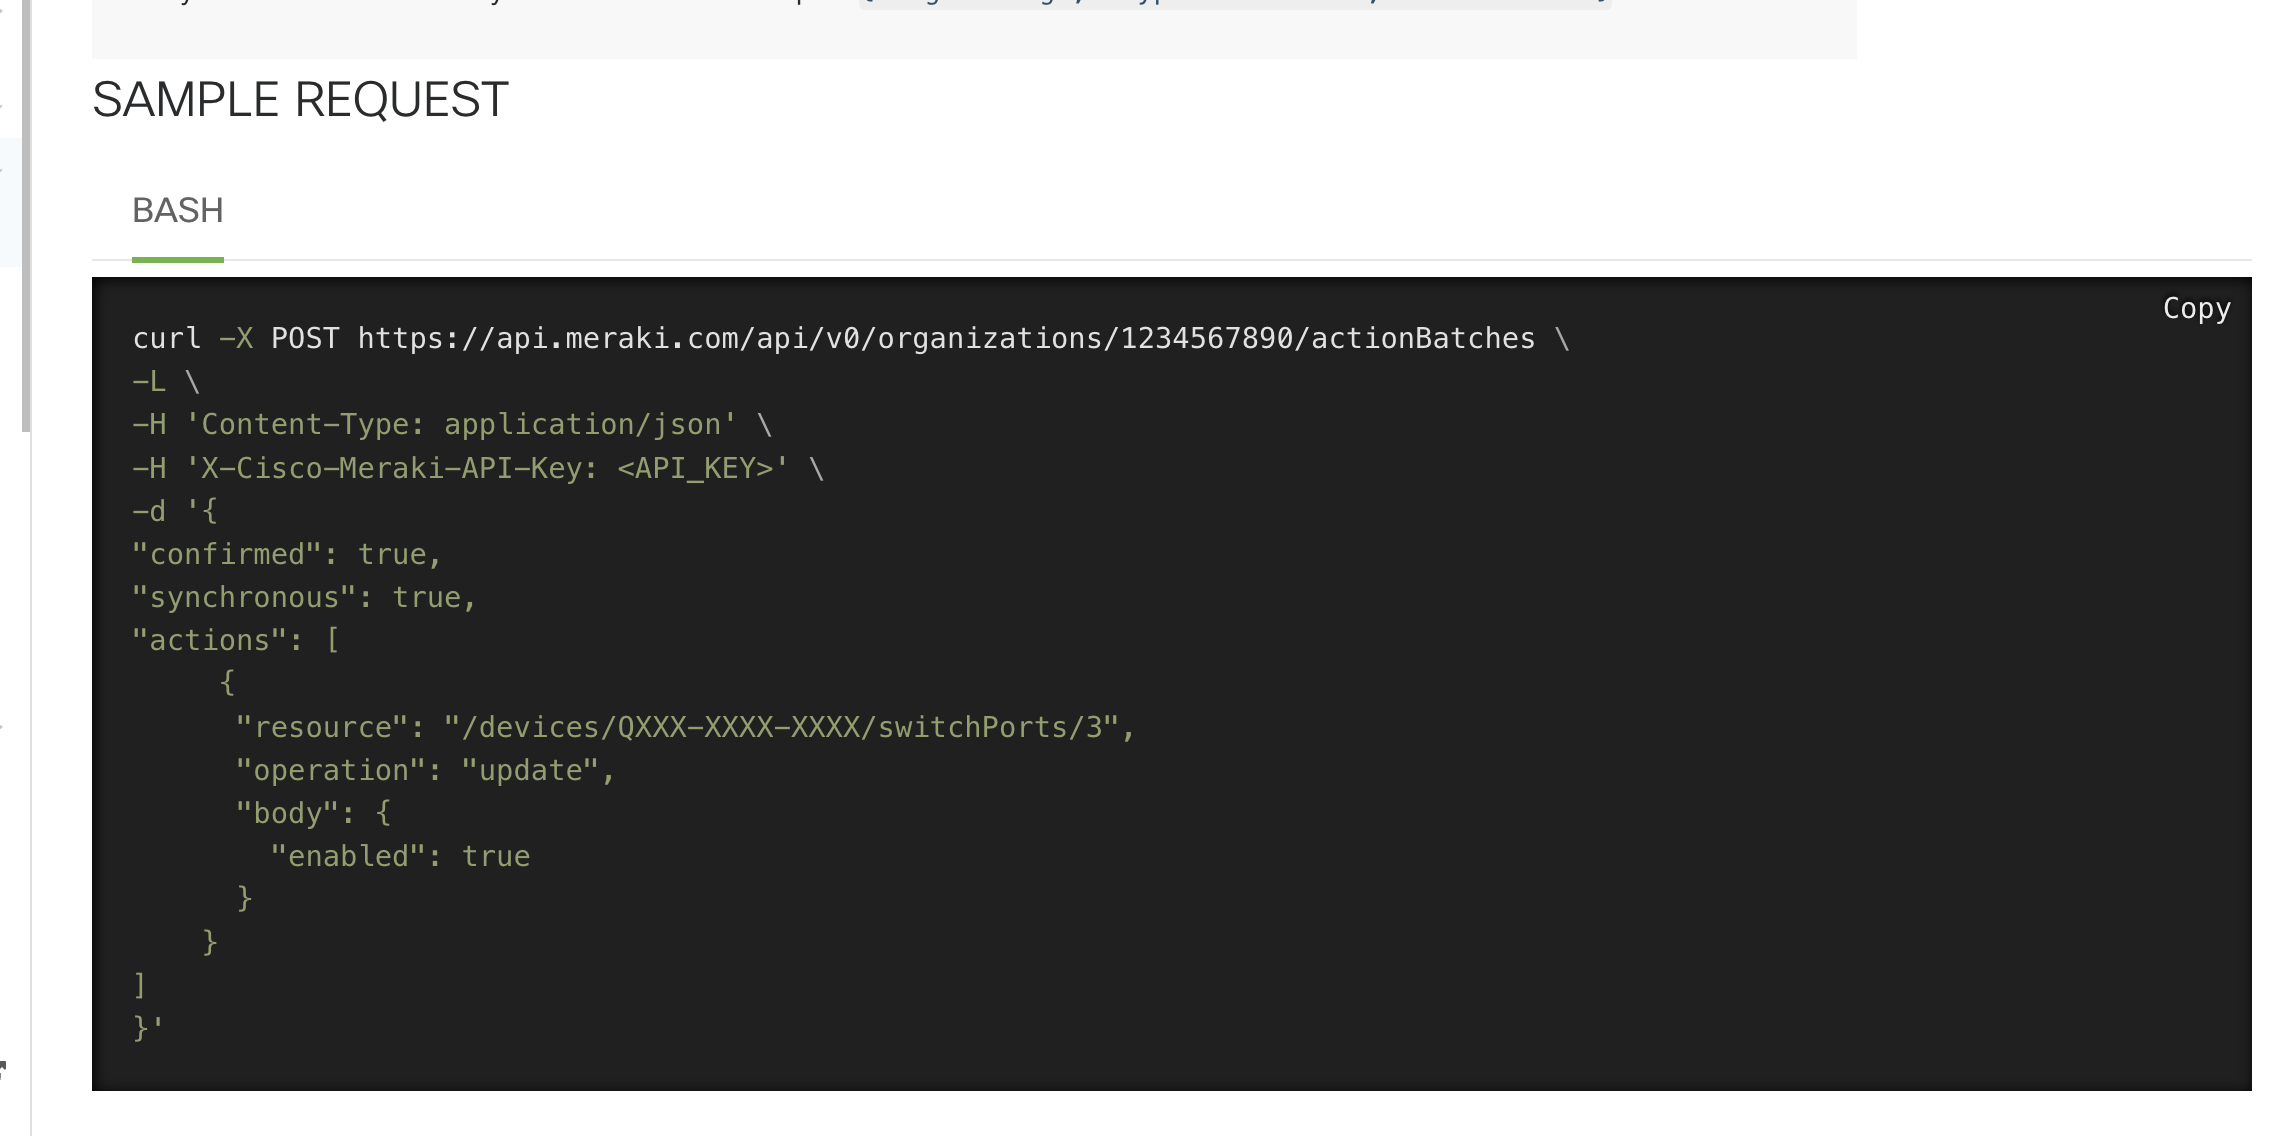 SAMPLE REQUEST
BASH
Copy
curl -X POST https://api.meraki.com/api/v0/organizations/1234567890/actionBatches \
-L \
-H 'Content-Type: application/json' \
-H 'X-Cisco-Meraki-API-Key: <API_KEY>' \
-d '{
"confirmed": true,
"synchronous": true,
"actions": [
     {
      "resource": "/devices/QXXX-XXXX-XXXX/switchPorts/3",
      "operation": "update",
      "body": {
        "enabled": true
      }
    }
]
}'